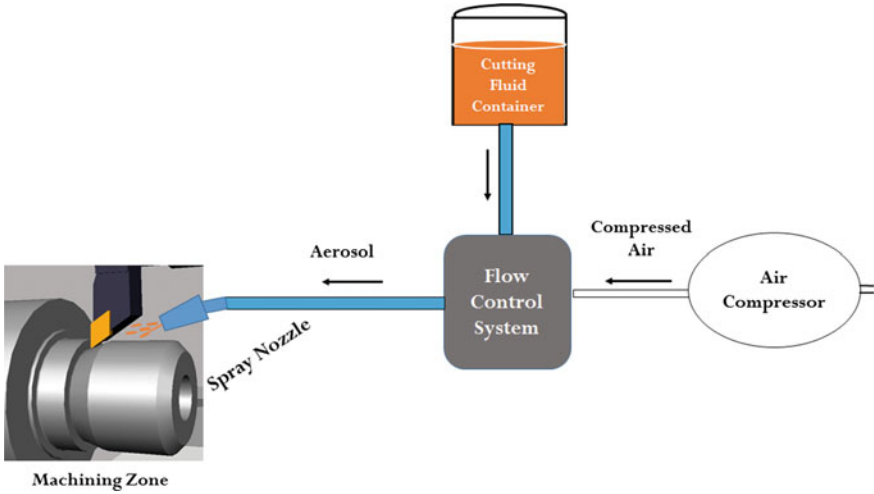 Cutting
Fluid
Container
Compressed
Air
Aerosol
Flow
Control
System
Air
Compressor
Spray Nozzle
Machining Zone